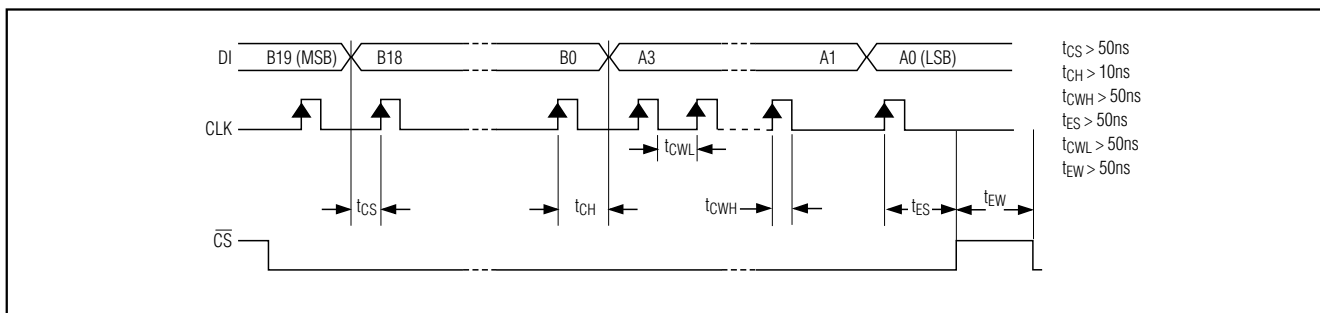 DI B19 (MSB) B18 B0 A3 A1 A0 (LSB)
CLK
tCWL
tCS tCH tCWH tES tEW
CS
tCS > 50ns
tCH > 10ns
tCWH > 50ns
tES > 50ns
tCWL > 50ns
tEW > 50ns